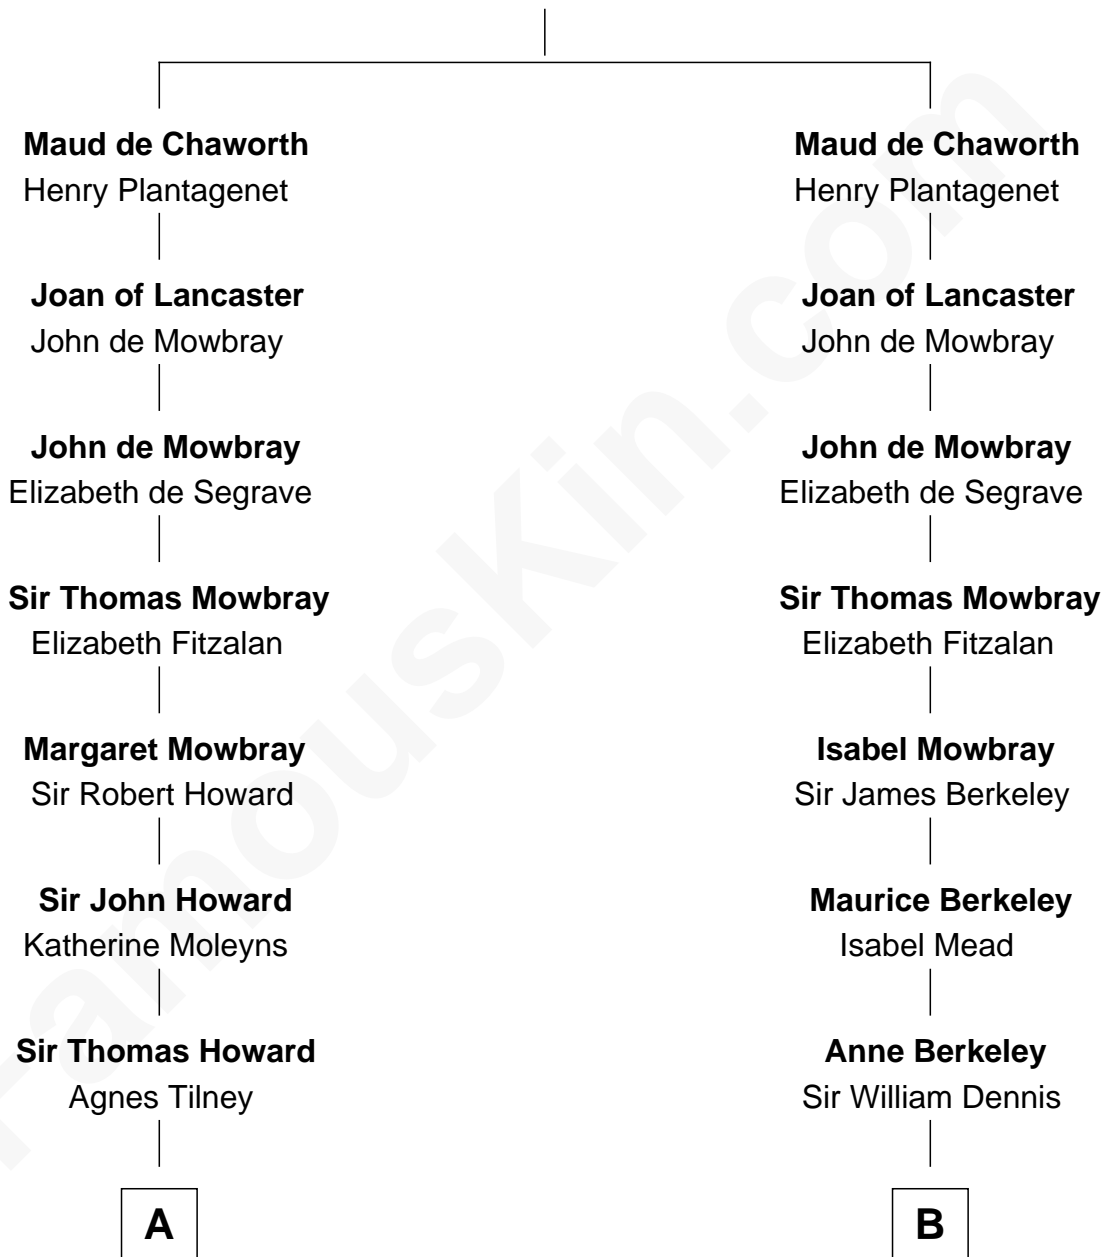 Maud de Chaworth
Henry Plantagenet
Joan of Lancaster
John de Mowbray
John de Mowbray
Elizabeth de Segrave
Sir Thomas Mowbray
Elizabeth Fitzalan
Margaret Mowbray
Sir Robert Howard
Sir John Howard
Katherine Moleyns
Sir Thomas Howard
Agnes Tilney
A
Maud de Chaworth
Henry Plantagenet
Joan of Lancaster
John de Mowbray
John de Mowbray
Elizabeth de Segrave
Sir Thomas Mowbray
Elizabeth Fitzalan
Isabel Mowbray
Sir James Berkeley
Maurice Berkeley
Isabel Mead
Anne Berkeley
Sir William Dennis
B
FamousKin.com